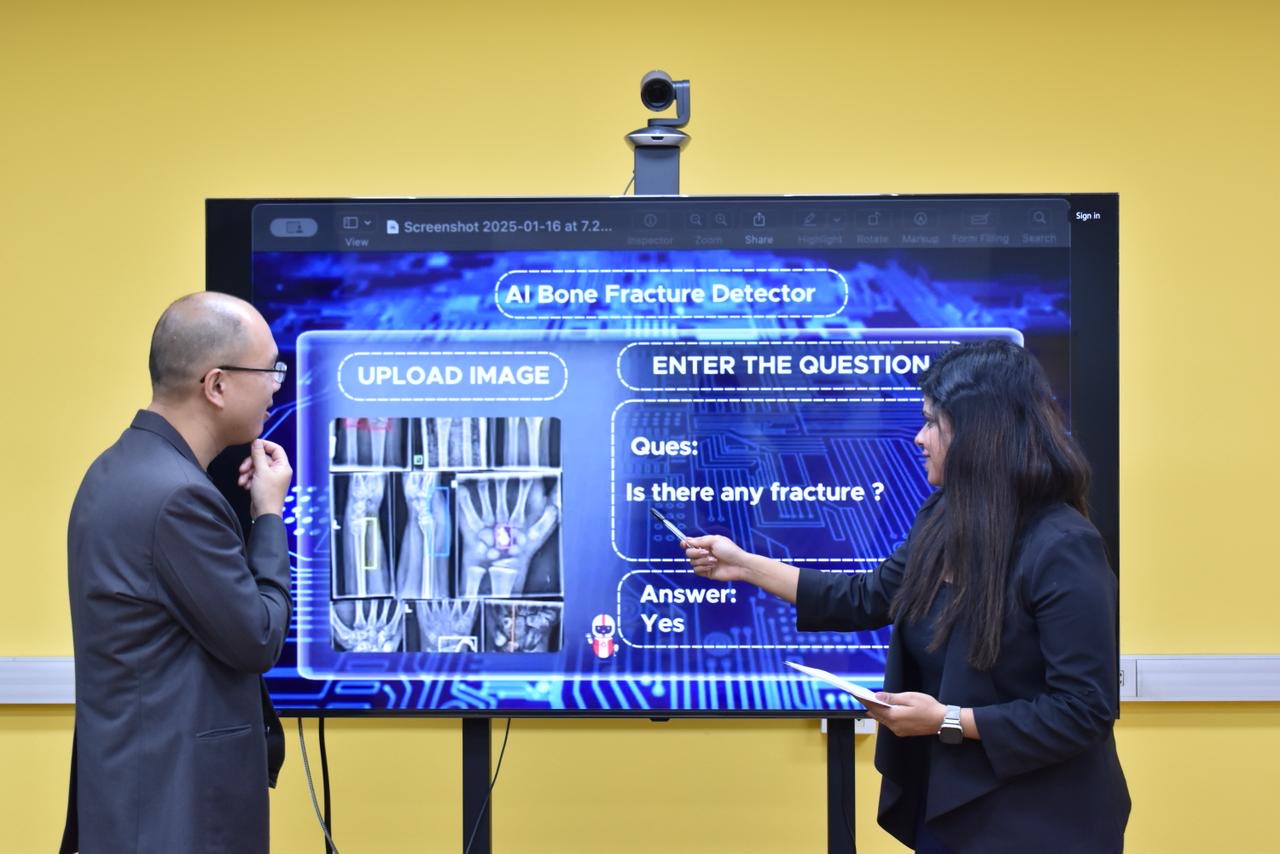 Sign in
View
Screenshot 2025-01-16 at 7.2...
Inspector
Zoom
Share
Highlight
Rotate
Markup
Form Filling
Search
AI Bone Fracture Detector
UPLOAD IMAGE
ENTER THE QUESTION
Ques:
Is there any fracture ?
Answer:
Yes